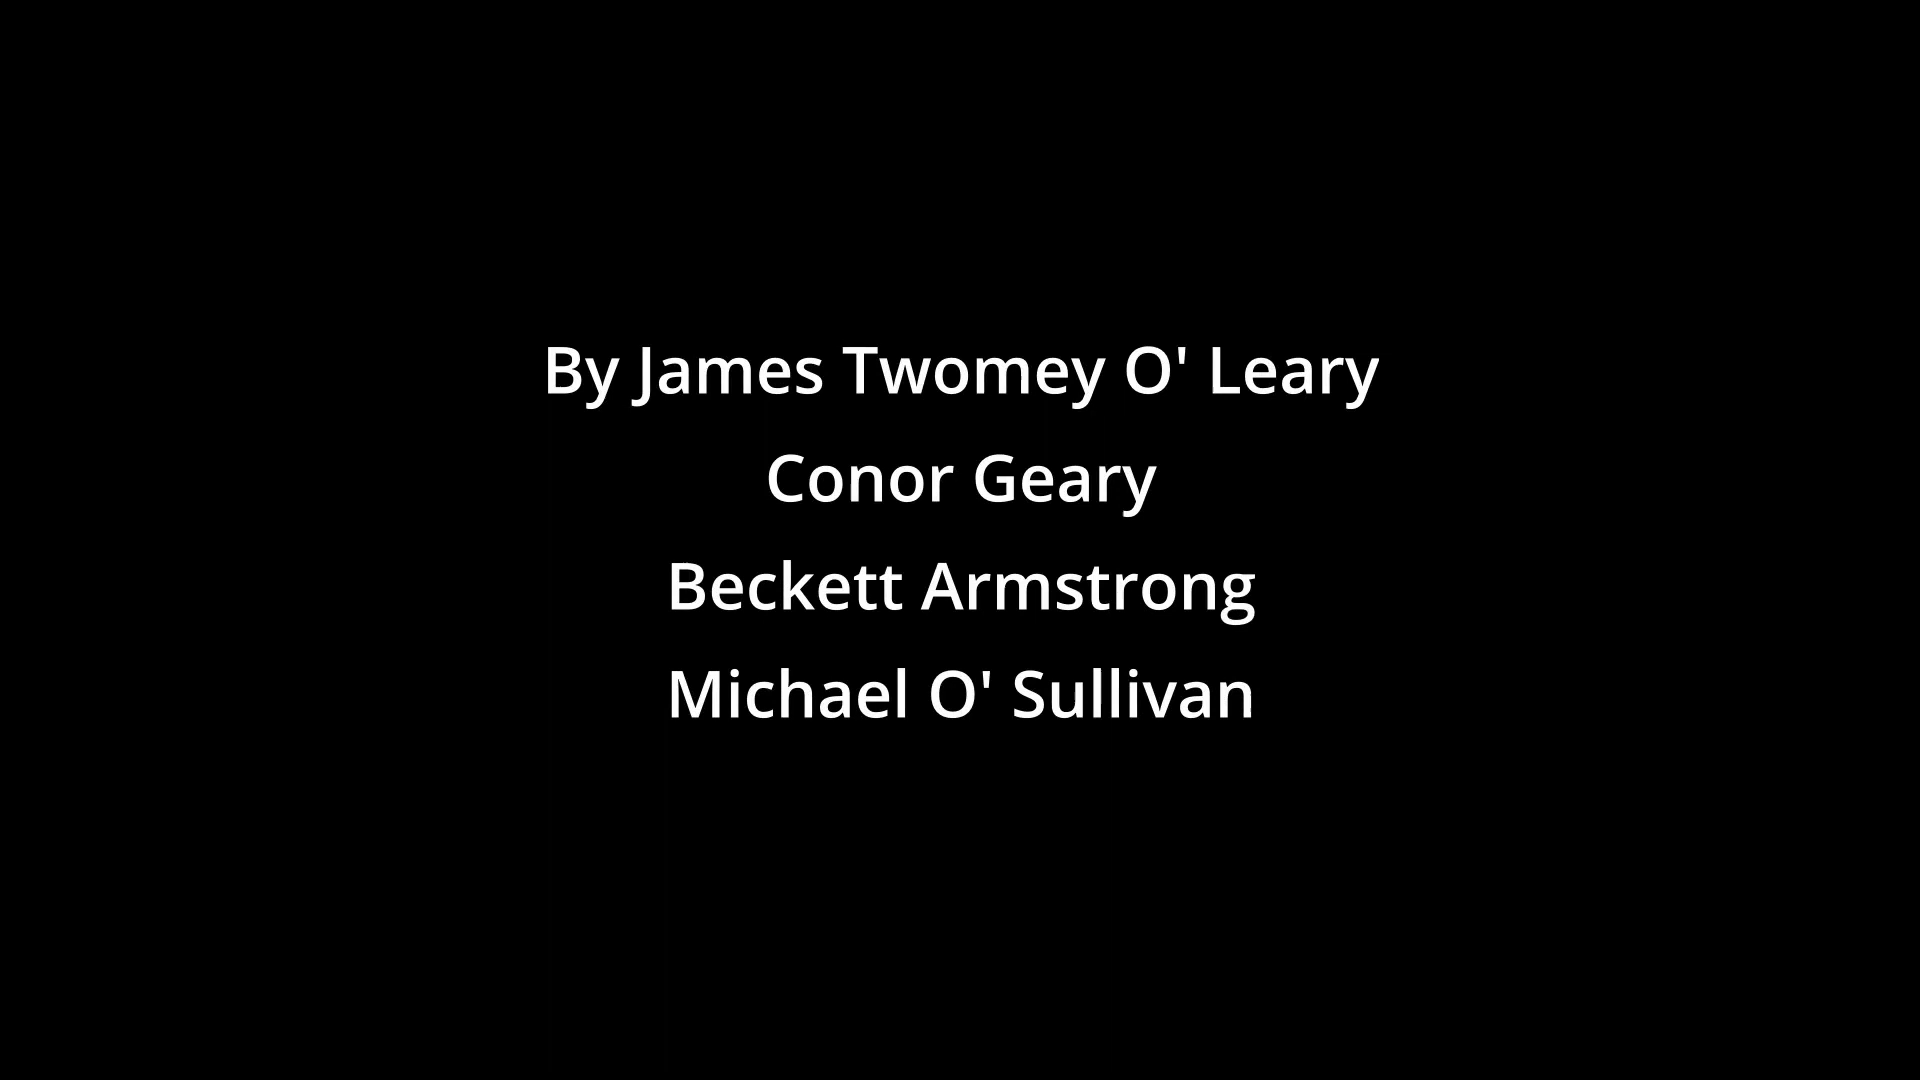 By James Twomey O' Leary
Conor Geary
Beckett Armstrong
Michael O' Sullivan